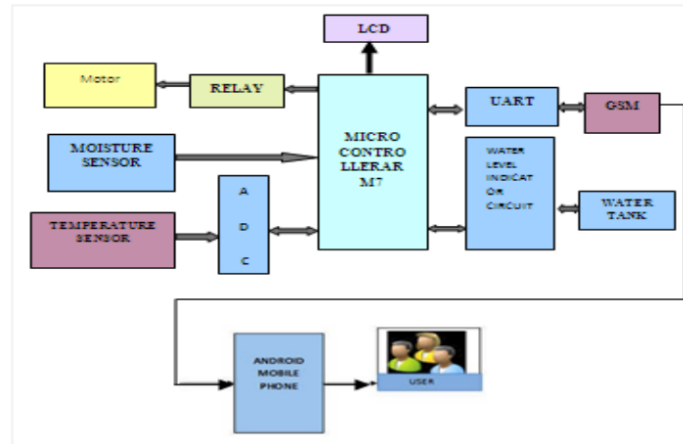 LCD
Motor
RELAY
UART
GSM
MOISTURE
SENSOR
MICRO
CONTRO
LLERAR
M7
WATER
LEVEL
INDICAT
OR
CIRCUIT
WATER
TANK
TEMPERATURE
SENSOR
A
D
C
ANDROID
MOBILE
PHONE
USER